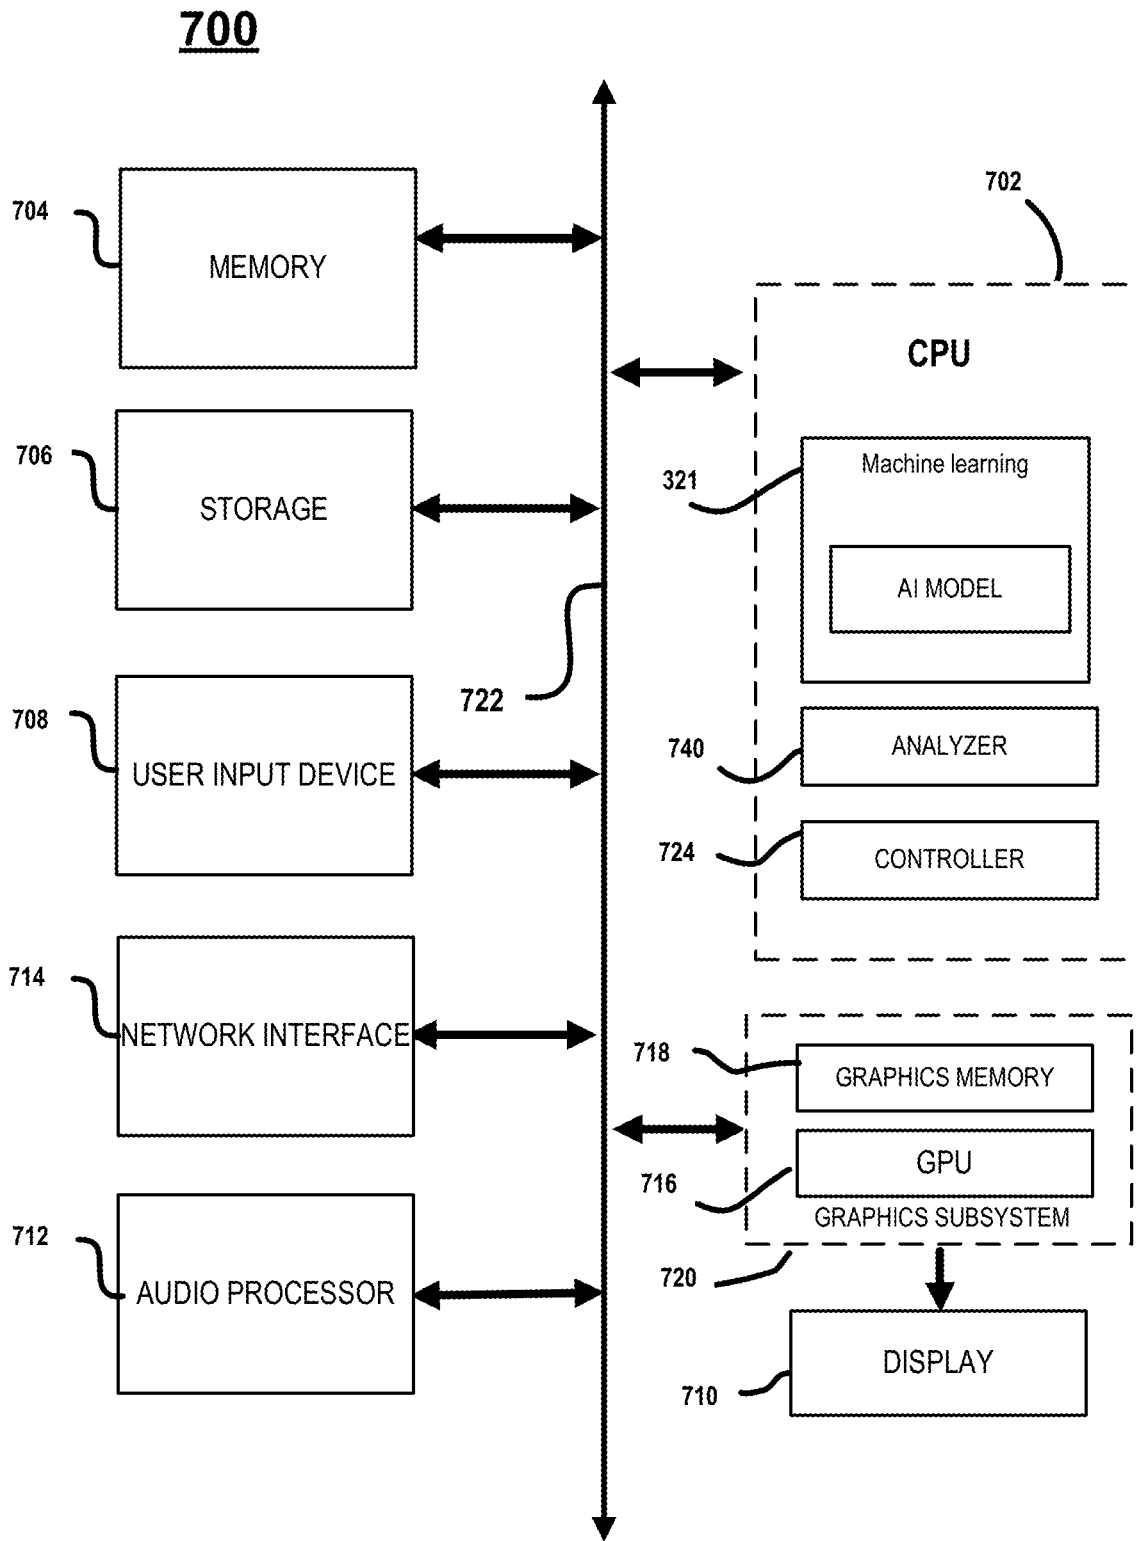 700
704
MEMORY
702
CPU
706
STORAGE
321
Machine learning
AI MODEL
722
708
USER INPUT DEVICE
740
ANALYZER
724
CONTROLLER
714
NETWORK INTERFACE
718
GRAPHICS MEMORY
716
GPU
GRAPHICS SUBSYSTEM
712
AUDIO PROCESSOR
720
710
DISPLAY